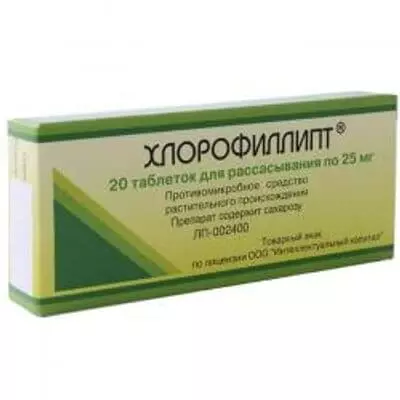 ХЛОРОФИЛЛИПТ®
20 таблеток для рассасывания по 25 мг
Противомикробное средство
растительного происхождения
Препарат содержит сахарозу
ЛП-002400
Товарный знак
по лицензии ООО "Интеллектуальный капитал"